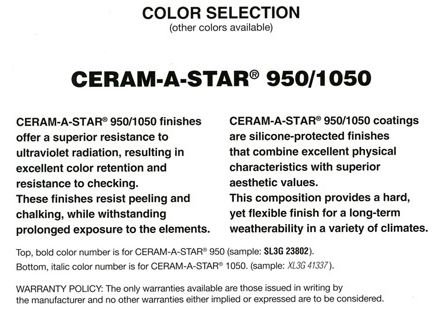 COLOR SELECTION
(other colors available)
CERAM-A-STAR® 950/1050
CERAM-A-STAR® 950/1050 finishes
offer a superior resistance to
ultraviolet radiation, resulting in
excellent color retention and
resistance to checking.
These finishes resist peeling and
chalking, while withstanding
prolonged exposure to the elements.
CERAM-A-STAR® 950/1050 coatings
are silicone-protected finishes
that combine excellent physical
characteristics with superior
aesthetic values.
This composition provides a hard,
yet flexible finish for a long-term
weatherability in a variety of climates.
Top, bold color number is for CERAM-A-STAR® 950 (sample: SL3G 23802).
Bottom, italic color number is for CERAM-A-STAR® 1050. (sample: XL3G 41337).
WARRANTY POLICY: The only warranties available are those issued in writing by
the manufacturer and no other warranties either implied or expressed are to be considered.